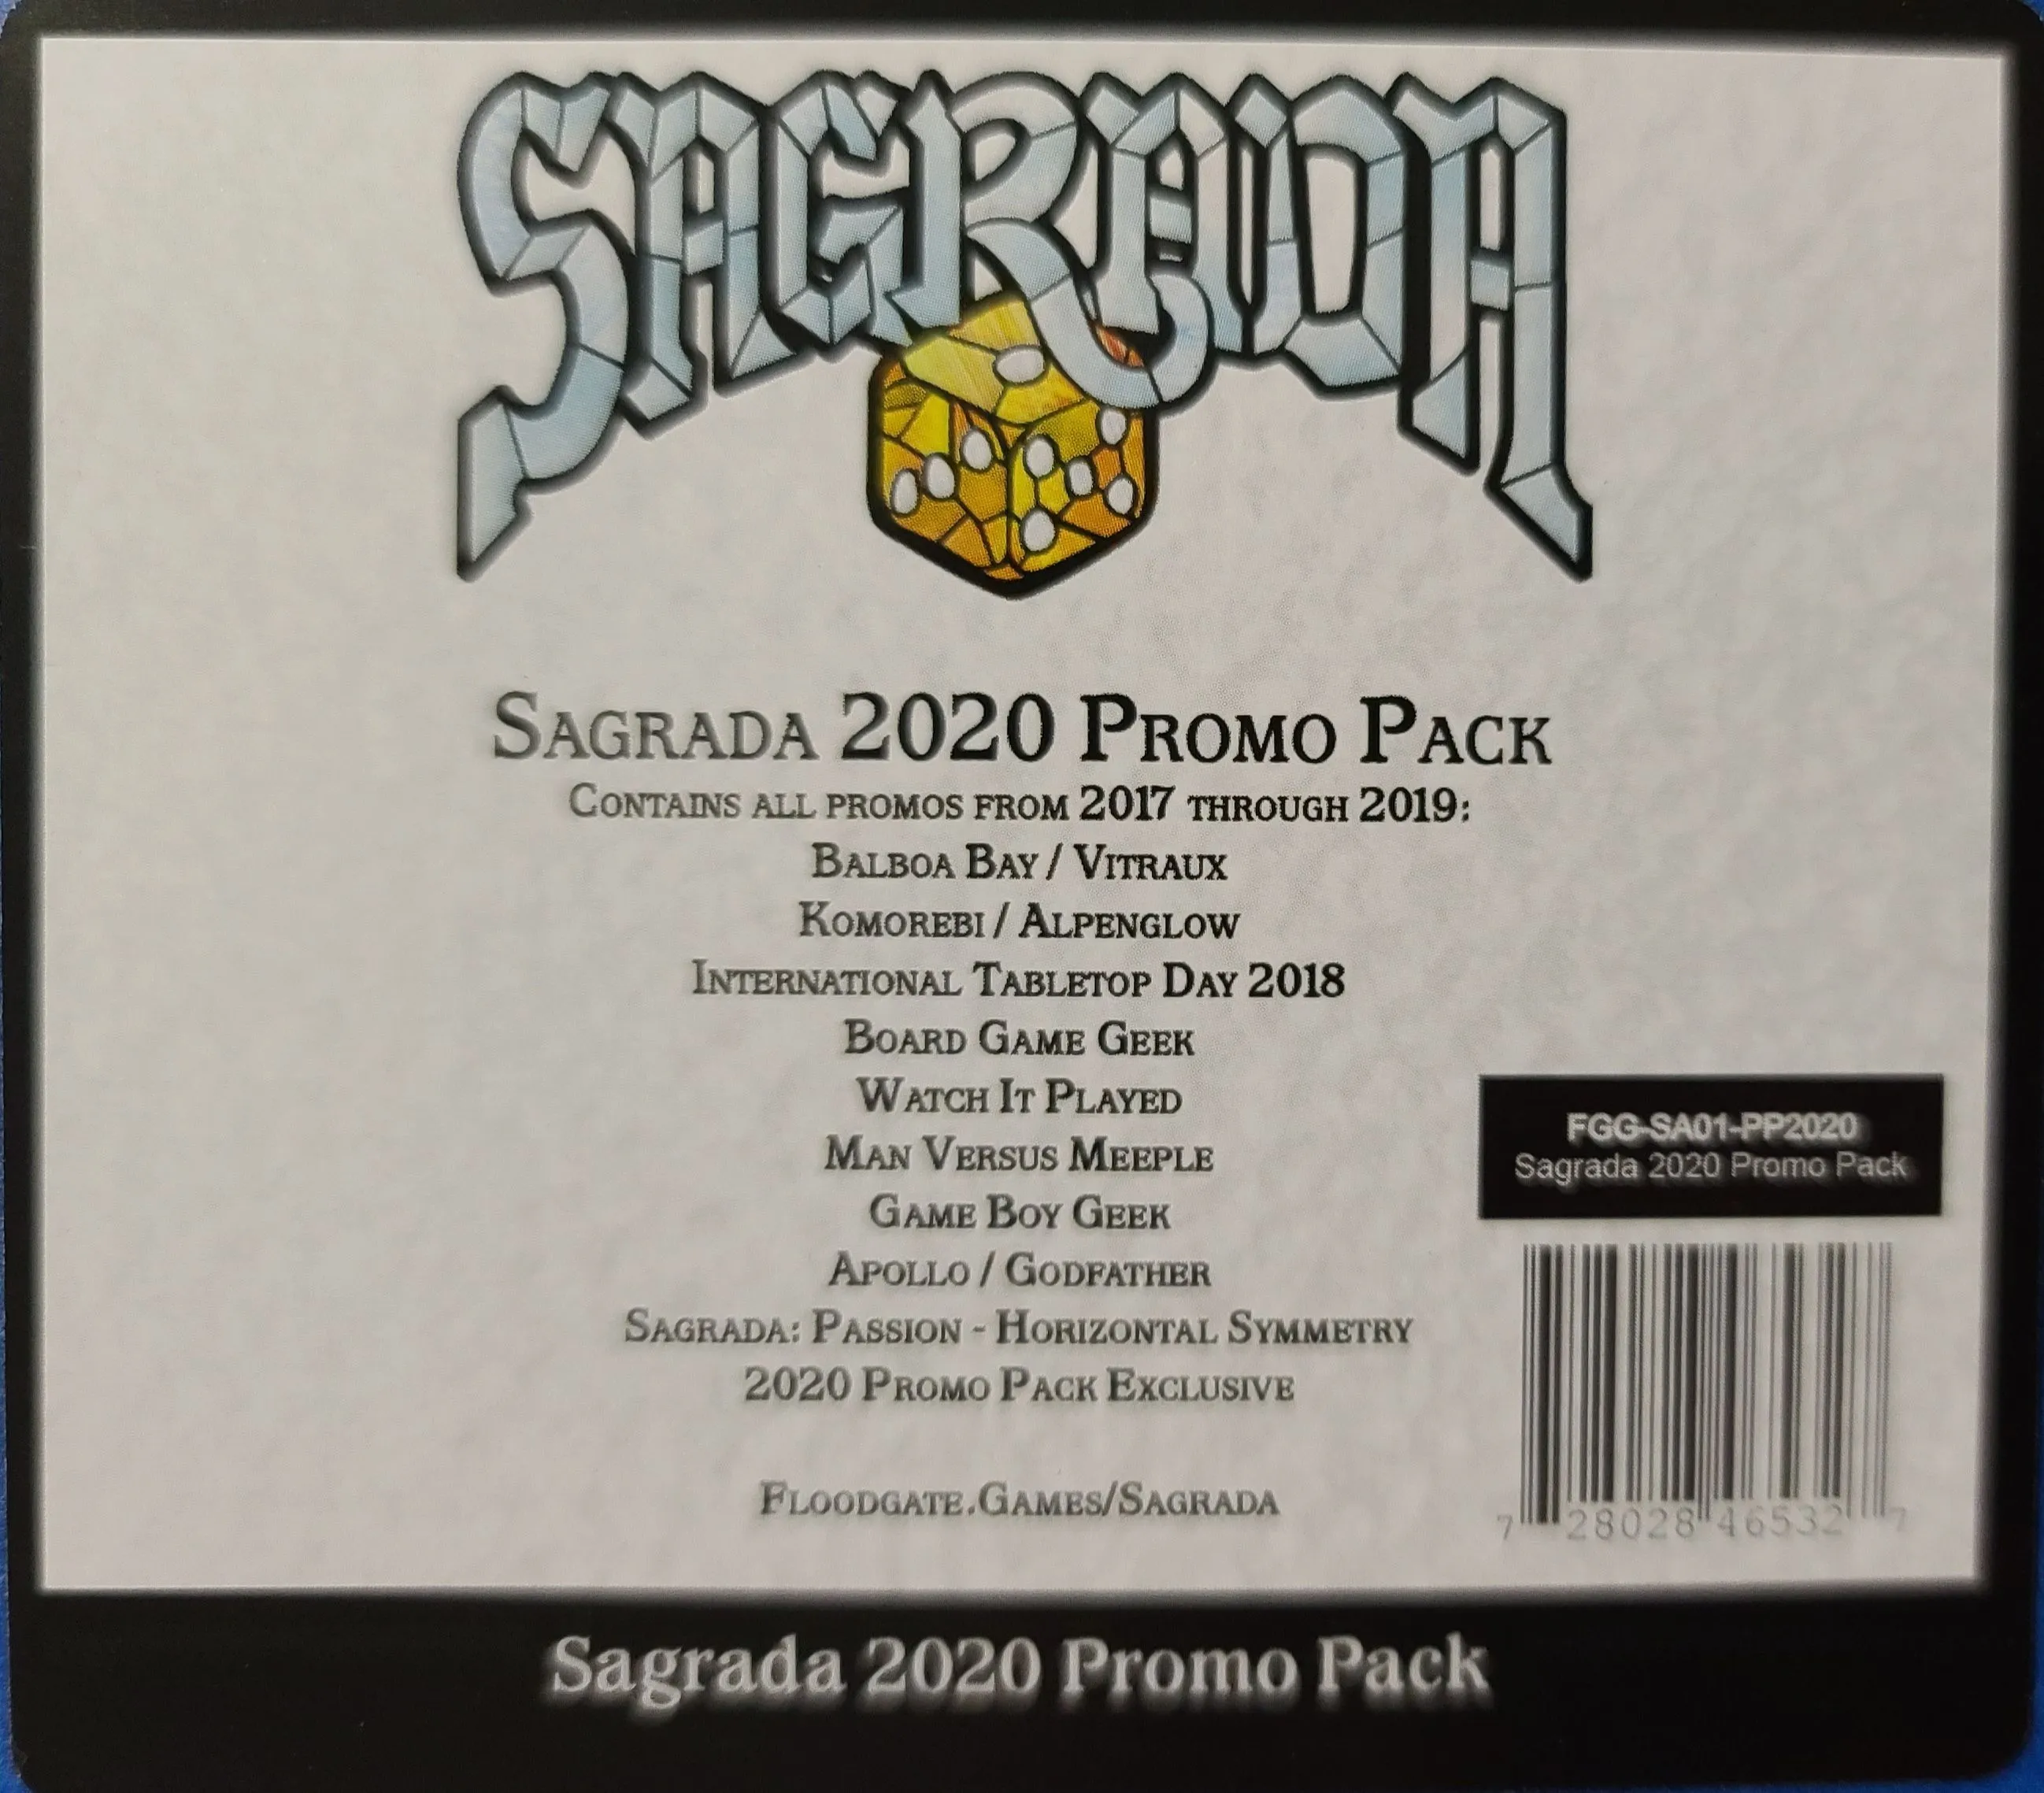 SAGRADA
Sagrada 2020 Promo Pack
Contains all promos from 2017 through 2019:
Balboa Bay / Vitraux
Komorebi / Alpenglow
International Tabletop Day 2018
Board Game Geek
Watch It Played
Man Versus Meeple
Game Boy Geek
Apollo / Godfather
Sagrada: Passion - Horizontal Symmetry
2020 Promo Pack Exclusive
Floodgate.Games/Sagrada
FGG-SA01-PP2020
Sagrada 2020 Promo Pack
7 28028 46532 7
Sagrada 2020 Promo Pack